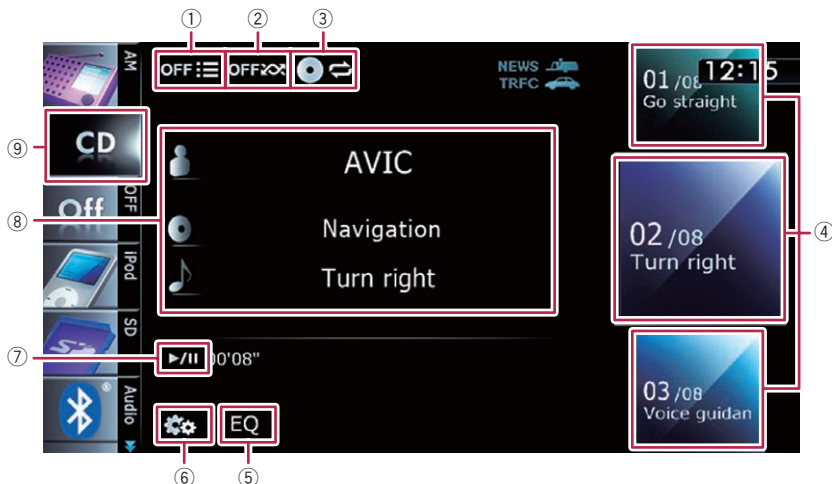 ① ② ③
AM
OFF OFF
NEWS
TRFC
01/08
12:15
Go straight
⑨
CD
OFF
Off
⑧
AVIC
Navigation
Turn right
02/08
Turn right
④
iPod
SD
⑦
00'08"
03/08
Voice guidan
Audio
EQ
⑥ ⑤